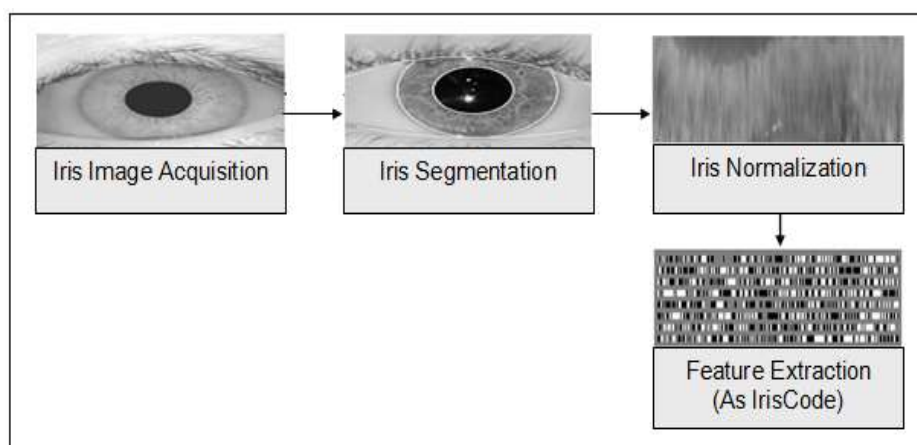 Iris Image Acquisition
Iris Segmentation
Iris Normalization
Feature Extraction
(As IrisCode)